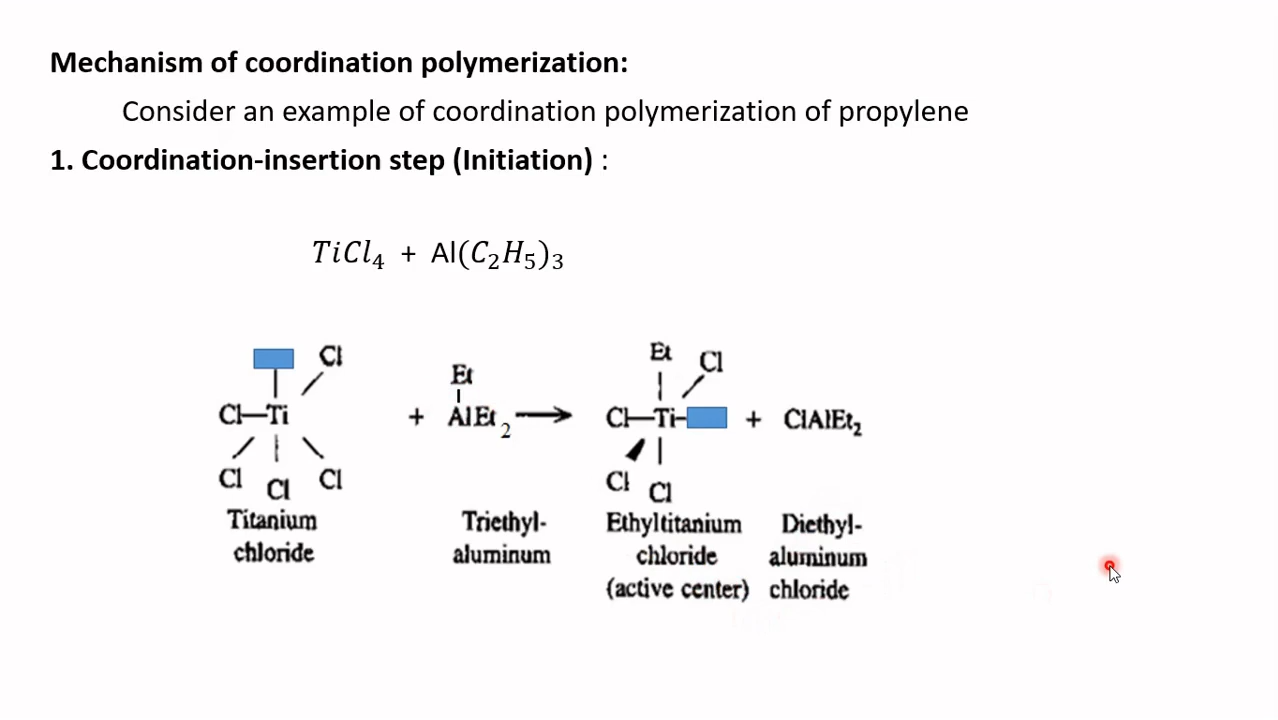 Mechanism of coordination polymerization:
Consider an example of coordination polymerization of propylene
1. Coordination-insertion step (Initiation) :
TiCl₄ + Al(C₂H₅)₃
Cl Et Cl
Et
Cl—Ti + AlEt₂ → Cl—Ti— + ClAlEt₂
Cl Cl Cl Cl Cl
Titanium Triethyl- Ethyltitanium Diethyl-
chloride aluminum chloride aluminum
(active center) chloride